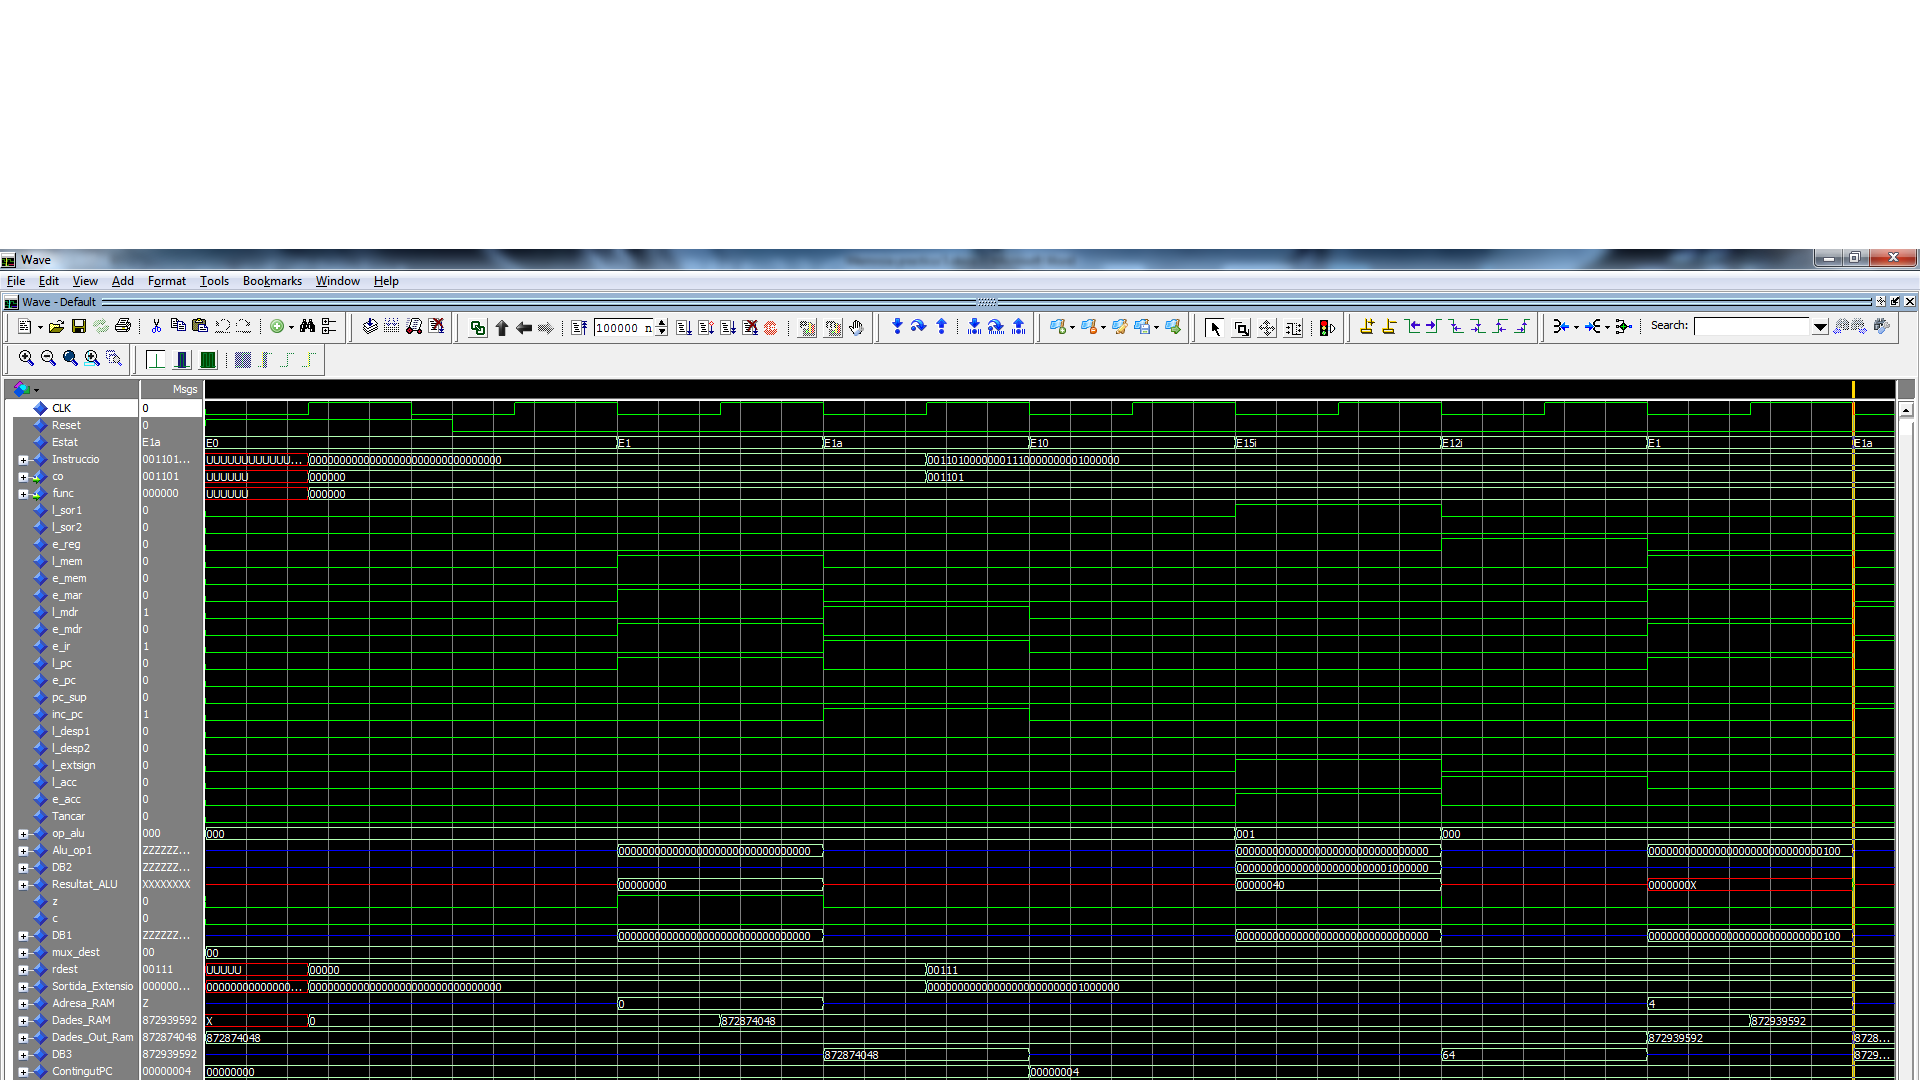 Wave
File Edit View Add Format Tools Bookmarks Window Help
Wave - Default
100000 n
Search:
Msgs
CLK 0
Reset 0
Estat E1a E0 E1 E1a E10 E15i E12i E1 E1a
Instruccio 001101... UUUUUUUUUUUUU... 00000000000000000000000000000000 00110100000001110000000001000000
co 001101 UUUUUU 000000 001101
func 000000 UUUUUU 000000
l_sor1 0
l_sor2 0
e_reg 0
l_mem 0
e_mem 0
e_mar 0
l_mdr 1
e_mdr 0
e_ir 1
l_pc 0
e_pc 0
pc_sup 0
inc_pc 1
l_desp1 0
l_desp2 0
l_extsign 0
l_acc 0
e_acc 0
Tancar 0
op_alu 000 000 001 000
Alu_op1 ZZZZZZ... 00000000000000000000000000000000 00000000000000000000000000000000 00000000000000000000000000000100
DB2 ZZZZZZ... 00000000000000000000000001000000
Resultat_ALU XXXXXXXX 00000000 00000040 0000000X
z 0
c 0
DB1 ZZZZZZ... 00000000000000000000000000000000 00000000000000000000000000000000 00000000000000000000000000000100
mux_dest 00 00
rdest 00111 UUUUU 00000 00111
Sortida_Extensio 000000... 00000000000000... 00000000000000000000000000000000 00000000000000000000000001000000
Adresa_RAM Z 0 4
Dades_RAM 872939592 X 0 872874048 872939592
Dades_Out_Ram 872874048 872874048 872939592 8728...
DB3 872939592 872874048 64 8729...
ContingutPC 00000004 00000000 00000004